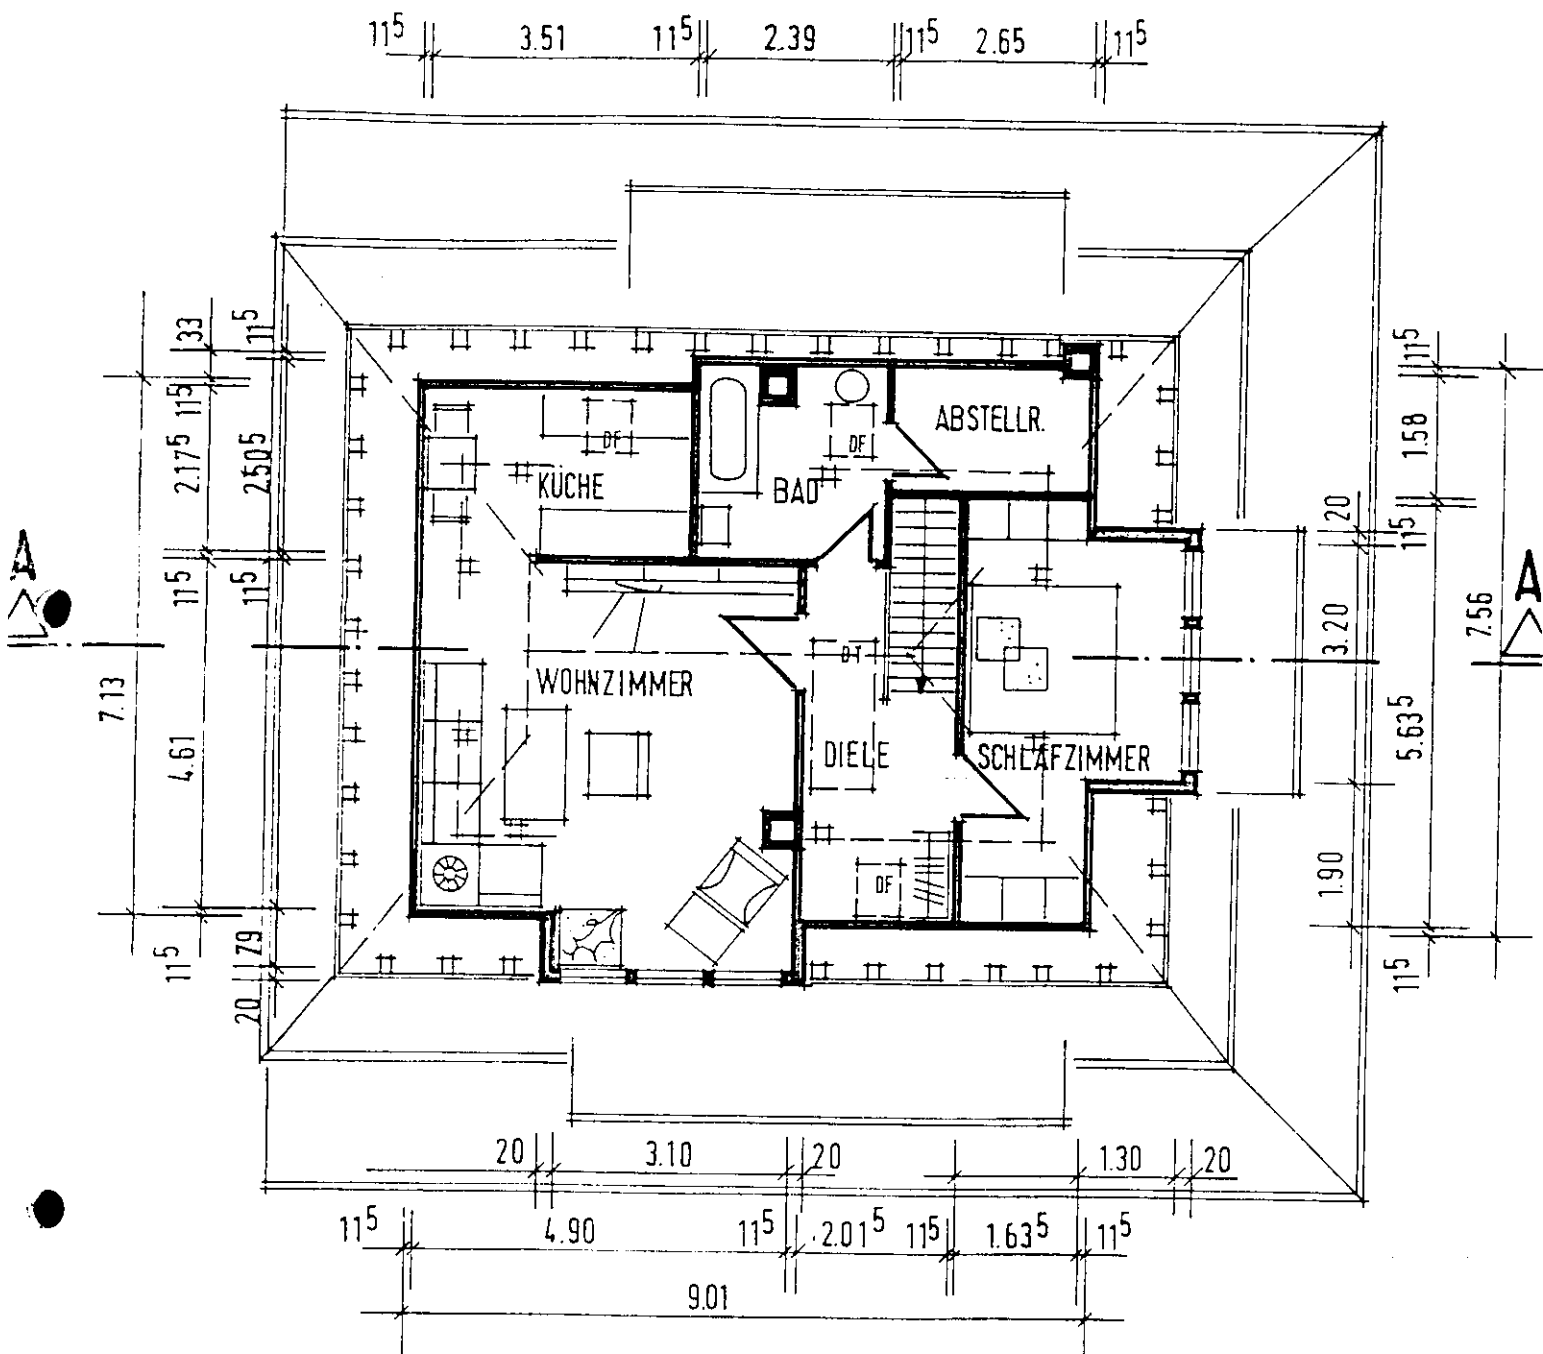 11⁵ 3.51 11⁵ 2.39 11⁵ 2.65 11⁵
33
11⁵
11⁵
2.17⁵
2.50⁵
11⁵
11⁵
7.13
4.61
79
11⁵
20
A
KÜCHE
DF
BAD
DF
ABSTELLR.
WOHNZIMMER
DIELE
SCHLAFZIMMER
DF
11⁵
1.58
20
11⁵
3.20
7.56
5.63⁵
1.90
11⁵
A
20 3.10 20 1.30 20
11⁵ 4.90 11⁵ 2.01⁵ 11⁵ 1.63⁵ 11⁵
9.01